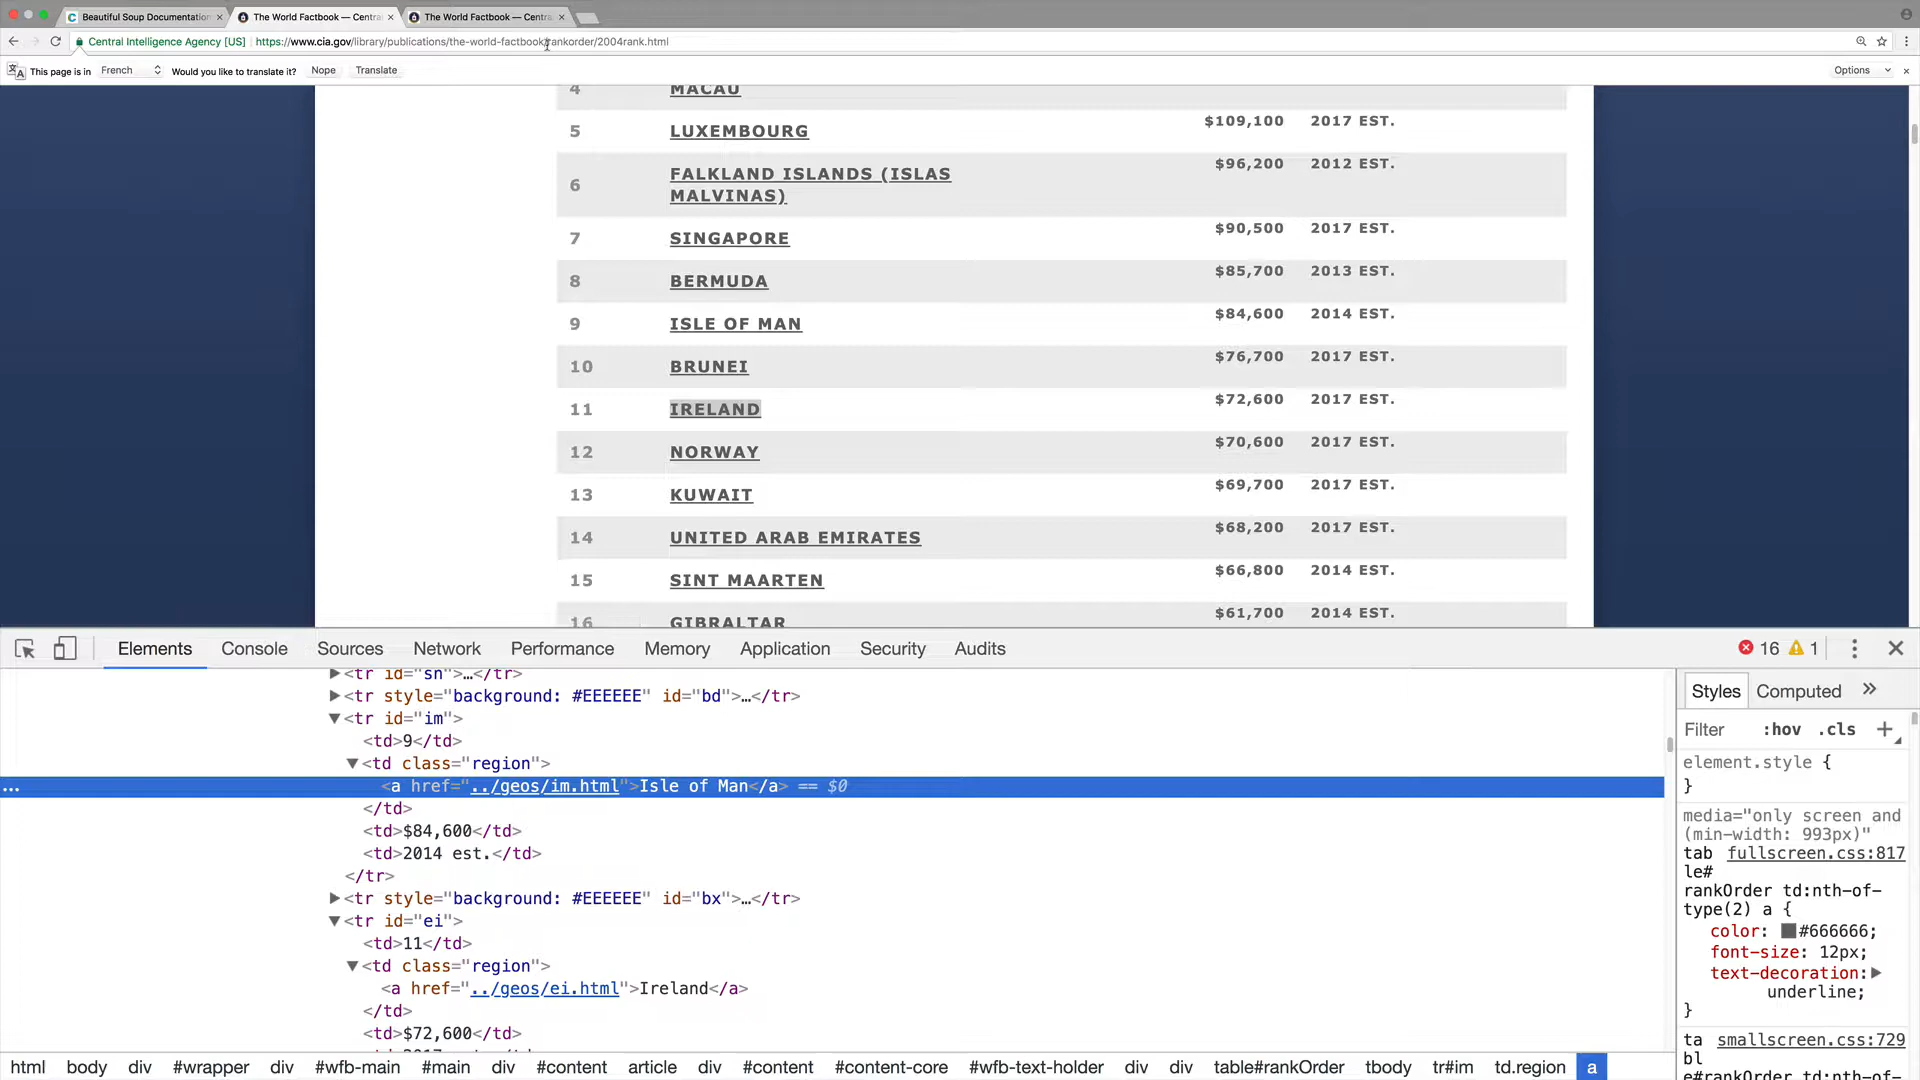 Beautiful Soup Documentation ×
The World Factbook — Centra ×
The World Factbook — Centra ×
Central Intelligence Agency [US] https://www.cia.gov/library/publications/the-world-factbook/rankorder/2004rank.html
This page is in French Would you like to translate it? Nope Translate Options ×
4 MACAU
5 LUXEMBOURG $109,100 2017 EST.
6 FALKLAND ISLANDS (ISLAS $96,200 2012 EST.
MALVINAS)
7 SINGAPORE $90,500 2017 EST.
8 BERMUDA $85,700 2013 EST.
9 ISLE OF MAN $84,600 2014 EST.
10 BRUNEI $76,700 2017 EST.
11 IRELAND $72,600 2017 EST.
12 NORWAY $70,600 2017 EST.
13 KUWAIT $69,700 2017 EST.
14 UNITED ARAB EMIRATES $68,200 2017 EST.
15 SINT MAARTEN $66,800 2014 EST.
16 GIBRALTAR $61,700 2014 EST.
Elements Console Sources Network Performance Memory Application Security Audits 16 1
▶<tr id="sn">…</tr>
▶<tr style="background: #EEEEEE" id="bd">…</tr>
▼<tr id="im">
<td>9</td>
▼<td class="region">
… <a href="../geos/im.html">Isle of Man</a> == $0
</td>
<td>$84,600</td>
<td>2014 est.</td>
</tr>
▶<tr style="background: #EEEEEE" id="bx">…</tr>
▼<tr id="ei">
<td>11</td>
▼<td class="region">
<a href="../geos/ei.html">Ireland</a>
</td>
<td>$72,600</td>
Styles Computed »
Filter :hov .cls +
element.style {
}
media="only screen and
(min-width: 993px)"
tab fullscreen.css:817
le#
rankOrder td:nth-of-
type(2) a {
color: #666666;
font-size: 12px;
text-decoration:▶
underline;
}
ta smallscreen.css:729
bl
e#rankOrder td:nth-of-
html body div #wrapper div #wfb-main #main div #content article div #content #content-core #wfb-text-holder div div table#rankOrder tbody tr#im td.region a